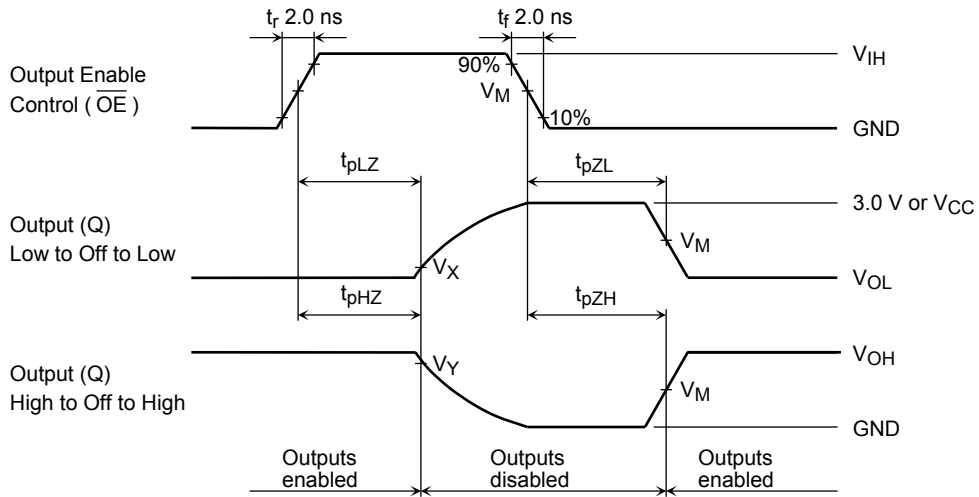 tr 2.0 ns
tf 2.0 ns
Output Enable
Control ( OE )
90%
VM
10%
VIH
GND
tpLZ
tpZL
Output (Q)
Low to Off to Low
3.0 V or VCC
VX
VM
VOL
tpHZ
tpZH
Output (Q)
High to Off to High
VY
VM
VOH
GND
Outputs
enabled
Outputs
disabled
Outputs
enabled